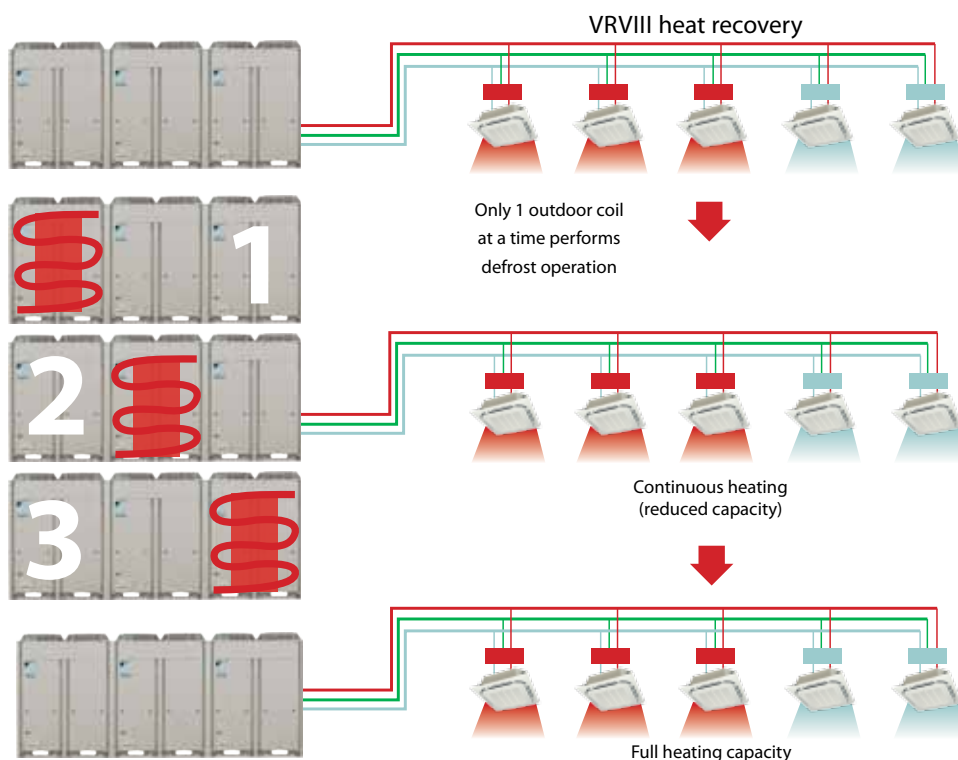 VRVIII heat recovery
Only 1 outdoor coil
at a time performs
defrost operation
1
2
Continuous heating
(reduced capacity)
3
Full heating capacity